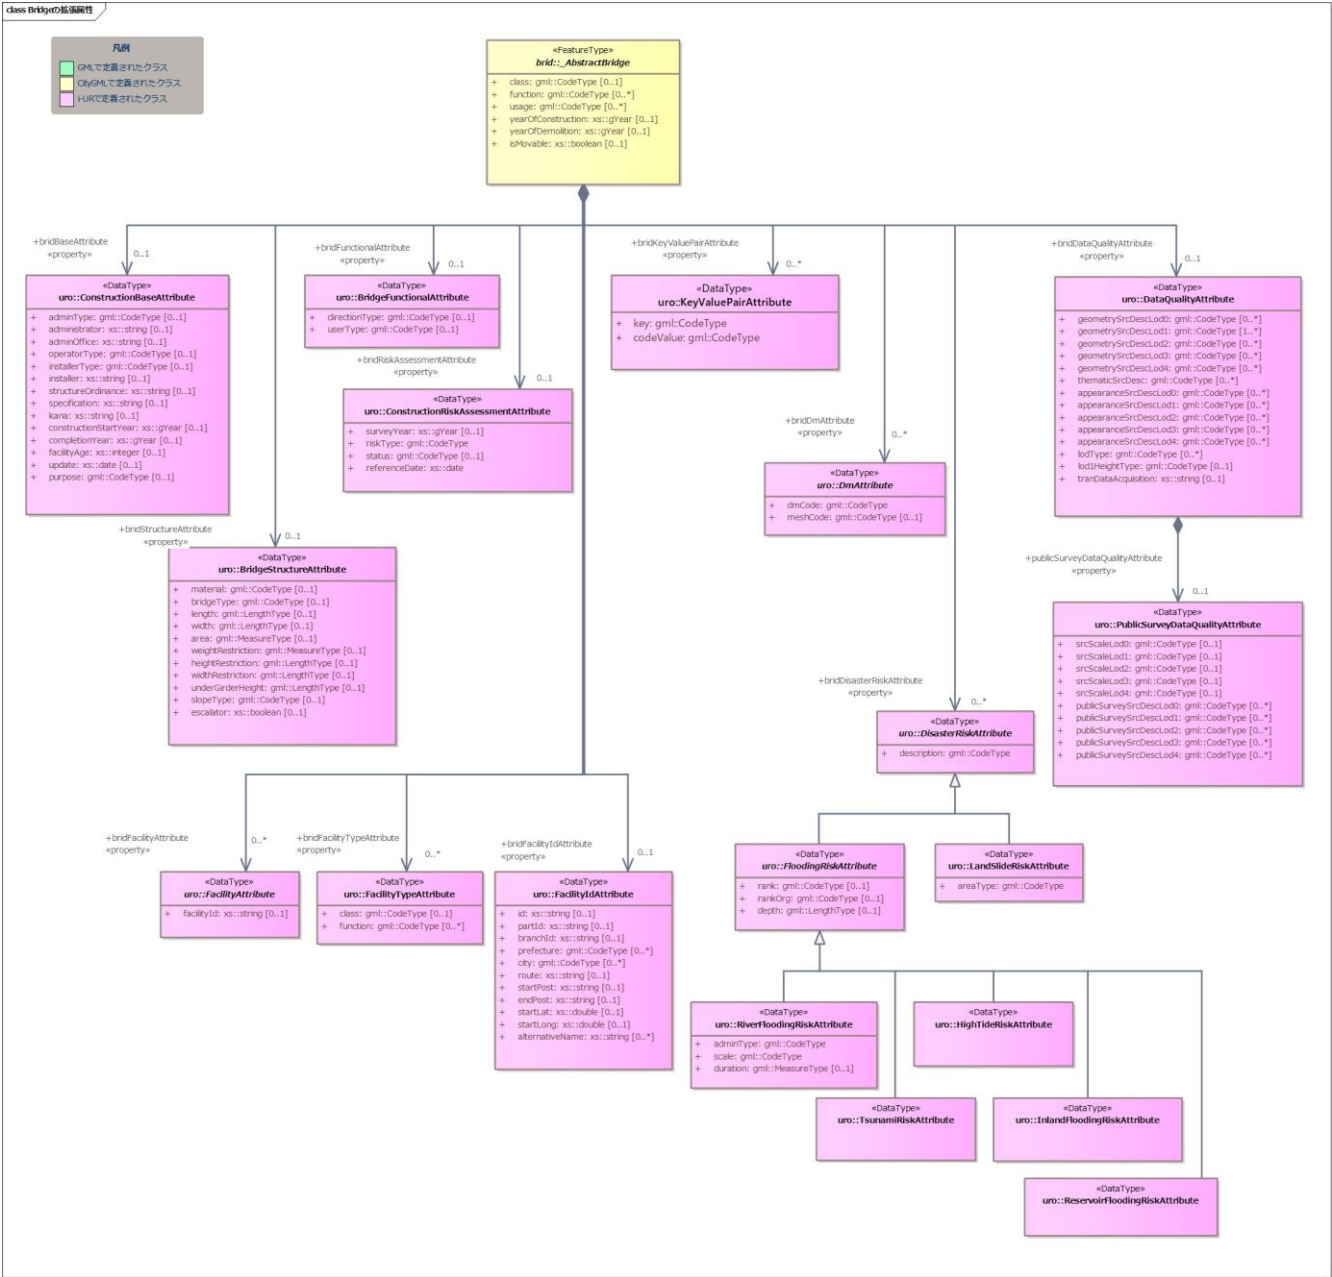 class Bridgeの拡張属性
凡例
GMLで定義されたクラス
CityGMLで定義されたクラス
i-URで定義されたクラス
«FeatureType»
brid::_AbstractBridge
+ class: gml::CodeType [0..1]
+ function: gml::CodeType [0..*]
+ usage: gml::CodeType [0..*]
+ yearOfConstruction: xs::gYear [0..1]
+ yearOfDemolition: xs::gYear [0..1]
+ isMovable: xs::boolean [0..1]
+bridBaseAttribute
«property»
0..1
«DataType»
uro::ConstructionBaseAttribute
+ adminType: gml::CodeType [0..1]
+ administrator: xs::string [0..1]
+ adminOffice: xs::string [0..1]
+ operatorType: gml::CodeType [0..1]
+ installerType: gml::CodeType [0..1]
+ installer: xs::string [0..1]
+ structureOrdinance: xs::string [0..1]
+ specification: xs::string [0..1]
+ kana: xs::string [0..1]
+ constructionStartYear: xs::gYear [0..1]
+ completionYear: xs::gYear [0..1]
+ facilityAge: xs::integer [0..1]
+ update: xs::date [0..1]
+ purpose: gml::CodeType [0..1]
+bridFunctionalAttribute
«property»
0..1
«DataType»
uro::BridgeFunctionalAttribute
+ directionType: gml::CodeType [0..1]
+ userType: gml::CodeType [0..1]
+bridRiskAssessmentAttribute
«property»
0..1
«DataType»
uro::ConstructionRiskAssessmentAttribute
+ surveyYear: xs::gYear [0..1]
+ riskType: gml::CodeType
+ status: gml::CodeType [0..1]
+ referenceDate: xs::date
+bridKeyValuePairAttribute
«property»
0..*
«DataType»
uro::KeyValuePairAttribute
+ key: gml::CodeType
+ codeValue: gml::CodeType
+bridDmAttribute
«property»
0..*
«DataType»
uro::DmAttribute
+ dmCode: gml::CodeType
+ meshCode: gml::CodeType [0..1]
+bridDataQualityAttribute
«property»
0..1
«DataType»
uro::DataQualityAttribute
+ geometrySrcDescLod0: gml::CodeType [0..*]
+ geometrySrcDescLod1: gml::CodeType [1..*]
+ geometrySrcDescLod2: gml::CodeType [0..*]
+ geometrySrcDescLod3: gml::CodeType [0..*]
+ geometrySrcDescLod4: gml::CodeType [0..*]
+ thematicSrcDesc: gml::CodeType [0..*]
+ appearanceSrcDescLod0: gml::CodeType [0..*]
+ appearanceSrcDescLod1: gml::CodeType [0..*]
+ appearanceSrcDescLod2: gml::CodeType [0..*]
+ appearanceSrcDescLod3: gml::CodeType [0..*]
+ appearanceSrcDescLod4: gml::CodeType [0..*]
+ lodType: gml::CodeType [0..*]
+ lod1HeightType: gml::CodeType [0..1]
+ tranDataAcquisition: xs::string [0..1]
+bridStructureAttribute
«property»
0..1
«DataType»
uro::BridgeStructureAttribute
+ material: gml::CodeType [0..1]
+ bridgeType: gml::CodeType [0..1]
+ length: gml::LengthType [0..1]
+ width: gml::LengthType [0..1]
+ area: gml::MeasureType [0..1]
+ weightRestriction: gml::MeasureType [0..1]
+ heightRestriction: gml::LengthType [0..1]
+ widthRestriction: gml::LengthType [0..1]
+ underGirderHeight: gml::LengthType [0..1]
+ slopeType: gml::CodeType [0..1]
+ escalator: xs::boolean [0..1]
+publicSurveyDataQualityAttribute
«property»
0..1
«DataType»
uro::PublicSurveyDataQualityAttribute
+ srcScaleLod0: gml::CodeType [0..1]
+ srcScaleLod1: gml::CodeType [0..1]
+ srcScaleLod2: gml::CodeType [0..1]
+ srcScaleLod3: gml::CodeType [0..1]
+ srcScaleLod4: gml::CodeType [0..1]
+ publicSurveySrcDescLod0: gml::CodeType [0..*]
+ publicSurveySrcDescLod1: gml::CodeType [0..*]
+ publicSurveySrcDescLod2: gml::CodeType [0..*]
+ publicSurveySrcDescLod3: gml::CodeType [0..*]
+ publicSurveySrcDescLod4: gml::CodeType [0..*]
+bridDisasterRiskAttribute
«property»
0..*
«DataType»
uro::DisasterRiskAttribute
+ description: gml::CodeType
+bridFacilityAttribute
«property»
0..*
«DataType»
uro::FacilityAttribute
+ facilityId: xs::string [0..1]
+bridFacilityTypeAttribute
«property»
0..*
«DataType»
uro::FacilityTypeAttribute
+ class: gml::CodeType [0..1]
+ function: gml::CodeType [0..*]
+bridFacilityIdAttribute
«property»
0..1
«DataType»
uro::FacilityIdAttribute
+ id: xs::string [0..1]
+ partId: xs::string [0..1]
+ branchId: xs::string [0..1]
+ prefecture: gml::CodeType [0..*]
+ city: gml::CodeType [0..*]
+ route: xs::string [0..1]
+ startPost: xs::string [0..1]
+ endPost: xs::string [0..1]
+ startLat: xs::double [0..1]
+ startLong: xs::double [0..1]
+ alternativeName: xs::string [0..*]
«DataType»
uro::FloodingRiskAttribute
+ rank: gml::CodeType [0..1]
+ rankOrg: gml::CodeType [0..1]
+ depth: gml::LengthType [0..1]
«DataType»
uro::LandSlideRiskAttribute
+ areaType: gml::CodeType
«DataType»
uro::RiverFloodingRiskAttribute
+ adminType: gml::CodeType
+ scale: gml::CodeType
+ duration: gml::MeasureType [0..1]
«DataType»
uro::HighTideRiskAttribute
«DataType»
uro::TsunamiRiskAttribute
«DataType»
uro::InlandFloodingRiskAttribute
«DataType»
uro::ReservoirFloodingRiskAttribute